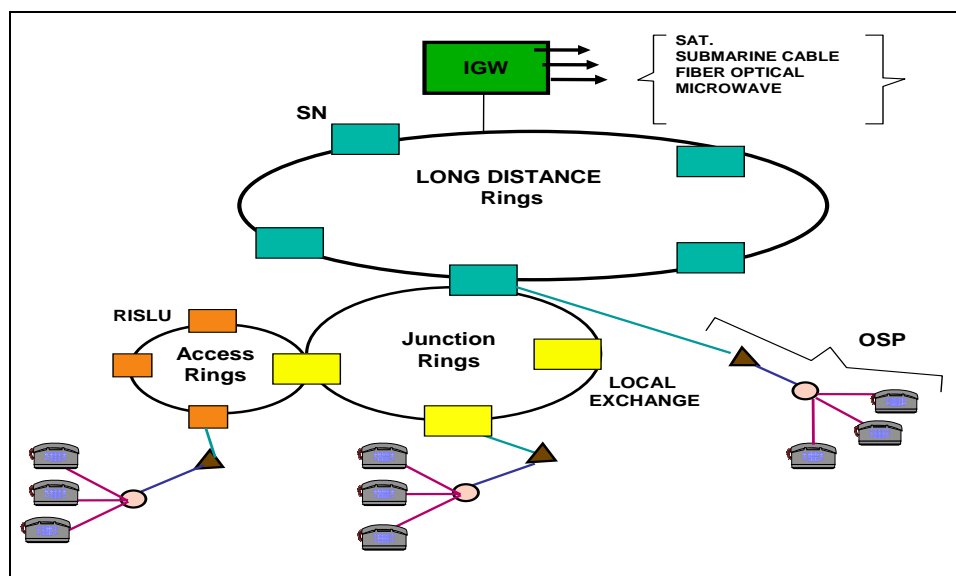 SAT.
SUBMARINE CABLE
FIBER OPTICAL
MICROWAVE
IGW
SN
LONG DISTANCE
Rings
RISLU
Access
Rings
Junction
Rings
OSP
LOCAL
EXCHANGE